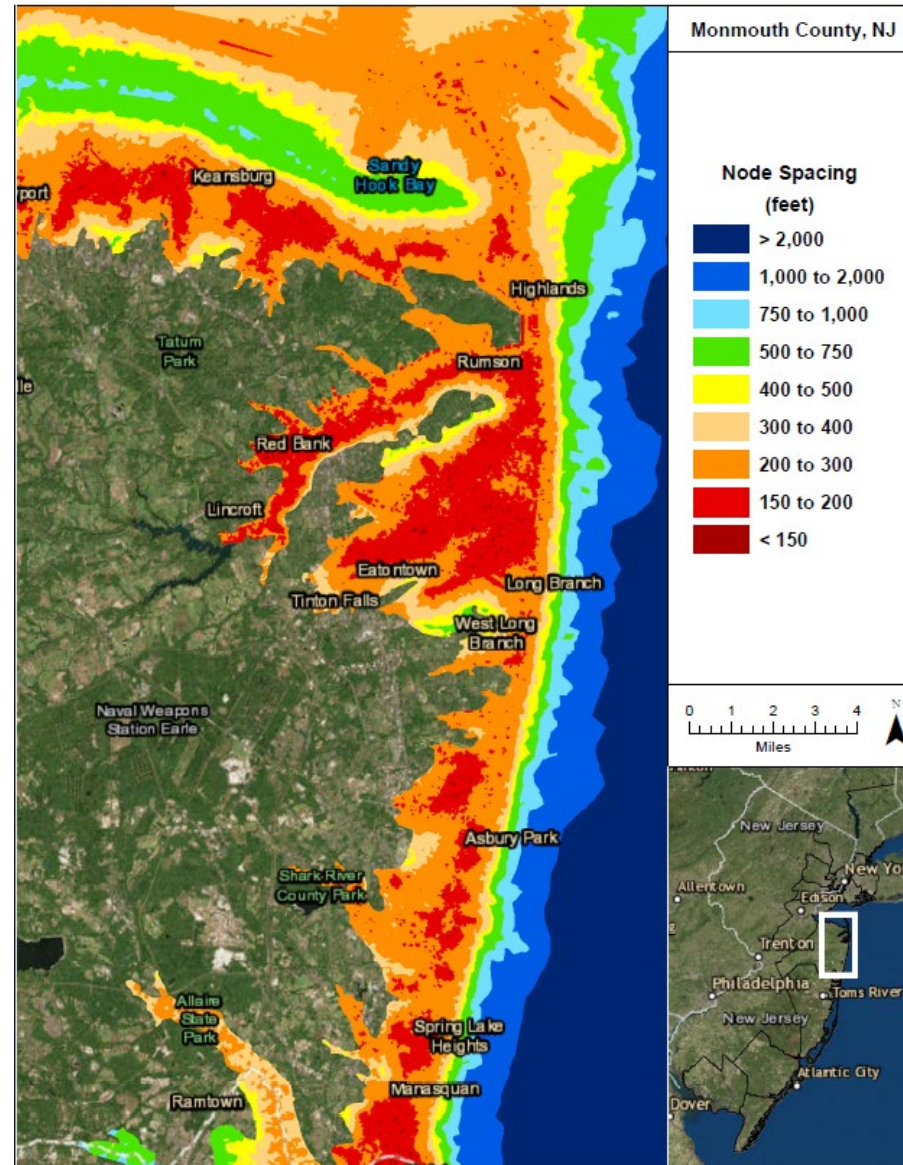 Monmouth County, NJ
Node Spacing
(feet)
> 2,000
1,000 to 2,000
750 to 1,000
500 to 750
400 to 500
300 to 400
200 to 300
150 to 200
< 150
0 1 2 3 4
Miles
N
Sandy
Hook Bay
Keansburg
yport
Highlands
Tatum
Park
Rumson
lle
Red Bank
Lincroft
Eatontown
Long Branch
Tinton Falls
West Long
Branch
Naval Weapons
Station Earle
Asbury Park
Shark River
County Park
Allaire
State
Park
Spring Lake
Heights
Manasquan
Ramtown
New Jersey
New Yo
Allentown
Edison
Trenton
Philadelphia
Toms River
New Jersey
Atlantic City
Dover